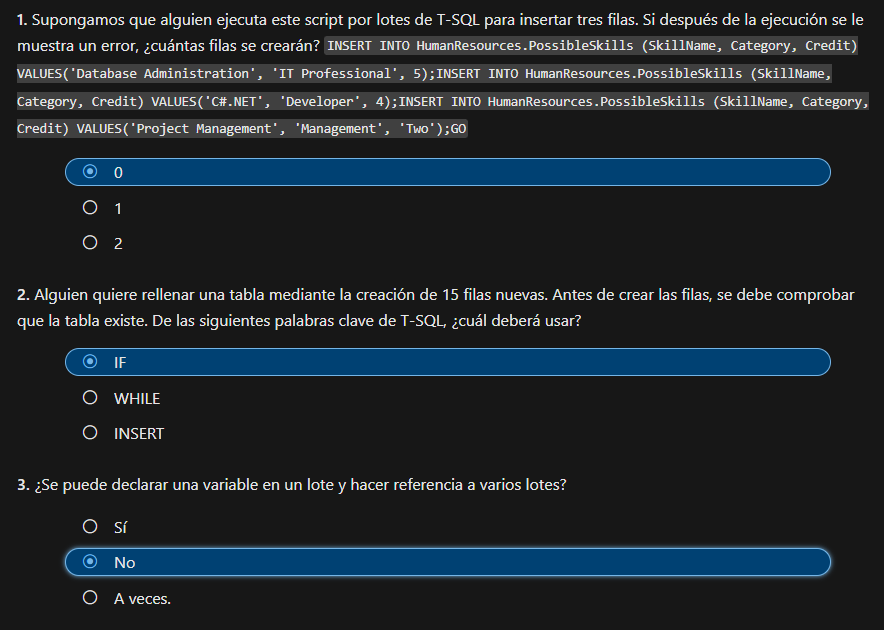 1. Supongamos que alguien ejecuta este script por lotes de T-SQL para insertar tres filas. Si después de la ejecución se le
muestra un error, ¿cuántas filas se crearán? INSERT INTO HumanResources.PossibleSkills (SkillName, Category, Credit)
VALUES('Database Administration', 'IT Professional', 5);INSERT INTO HumanResources.PossibleSkills (SkillName,
Category, Credit) VALUES('C#.NET', 'Developer', 4);INSERT INTO HumanResources.PossibleSkills (SkillName, Category,
Credit) VALUES('Project Management', 'Management', 'Two');GO
0
1
2
2. Alguien quiere rellenar una tabla mediante la creación de 15 filas nuevas. Antes de crear las filas, se debe comprobar
que la tabla existe. De las siguientes palabras clave de T-SQL, ¿cuál deberá usar?
IF
WHILE
INSERT
3. ¿Se puede declarar una variable en un lote y hacer referencia a varios lotes?
Sí
No
A veces.